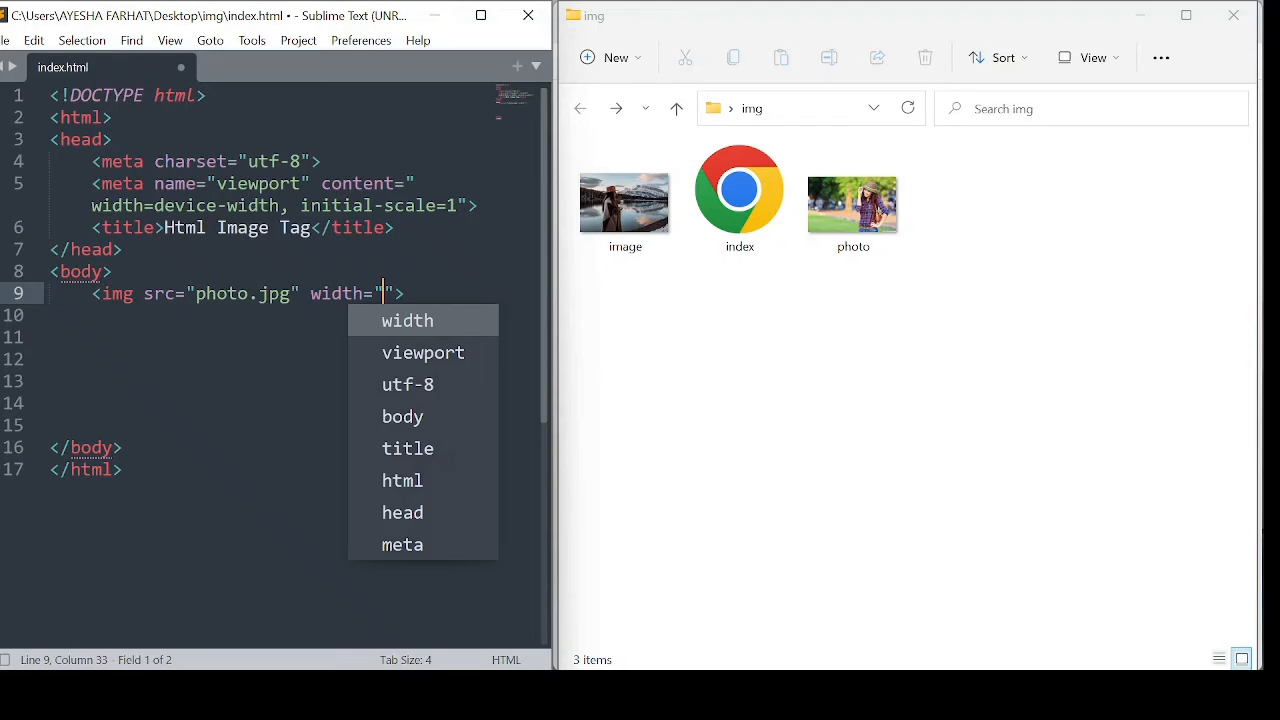 C:\Users\AYESHA FARHAT\Desktop\img\index.html • - Sublime Text (UNR...
Edit Selection Find View Goto Tools Project Preferences Help
index.html
1 <!DOCTYPE html>
2 <html>
3 <head>
4 <meta charset="utf-8">
5 <meta name="viewport" content="
width=device-width, initial-scale=1">
6 <title>Html Image Tag</title>
7 </head>
8 <body>
9 <img src="photo.jpg" width="">
10
11
12
13
14
15
16 </body>
17 </html>
width
viewport
utf-8
body
title
html
head
meta
Line 9, Column 33 - Field 1 of 2 Tab Size: 4 HTML
img
New Sort View
img Search img
image index photo
3 items